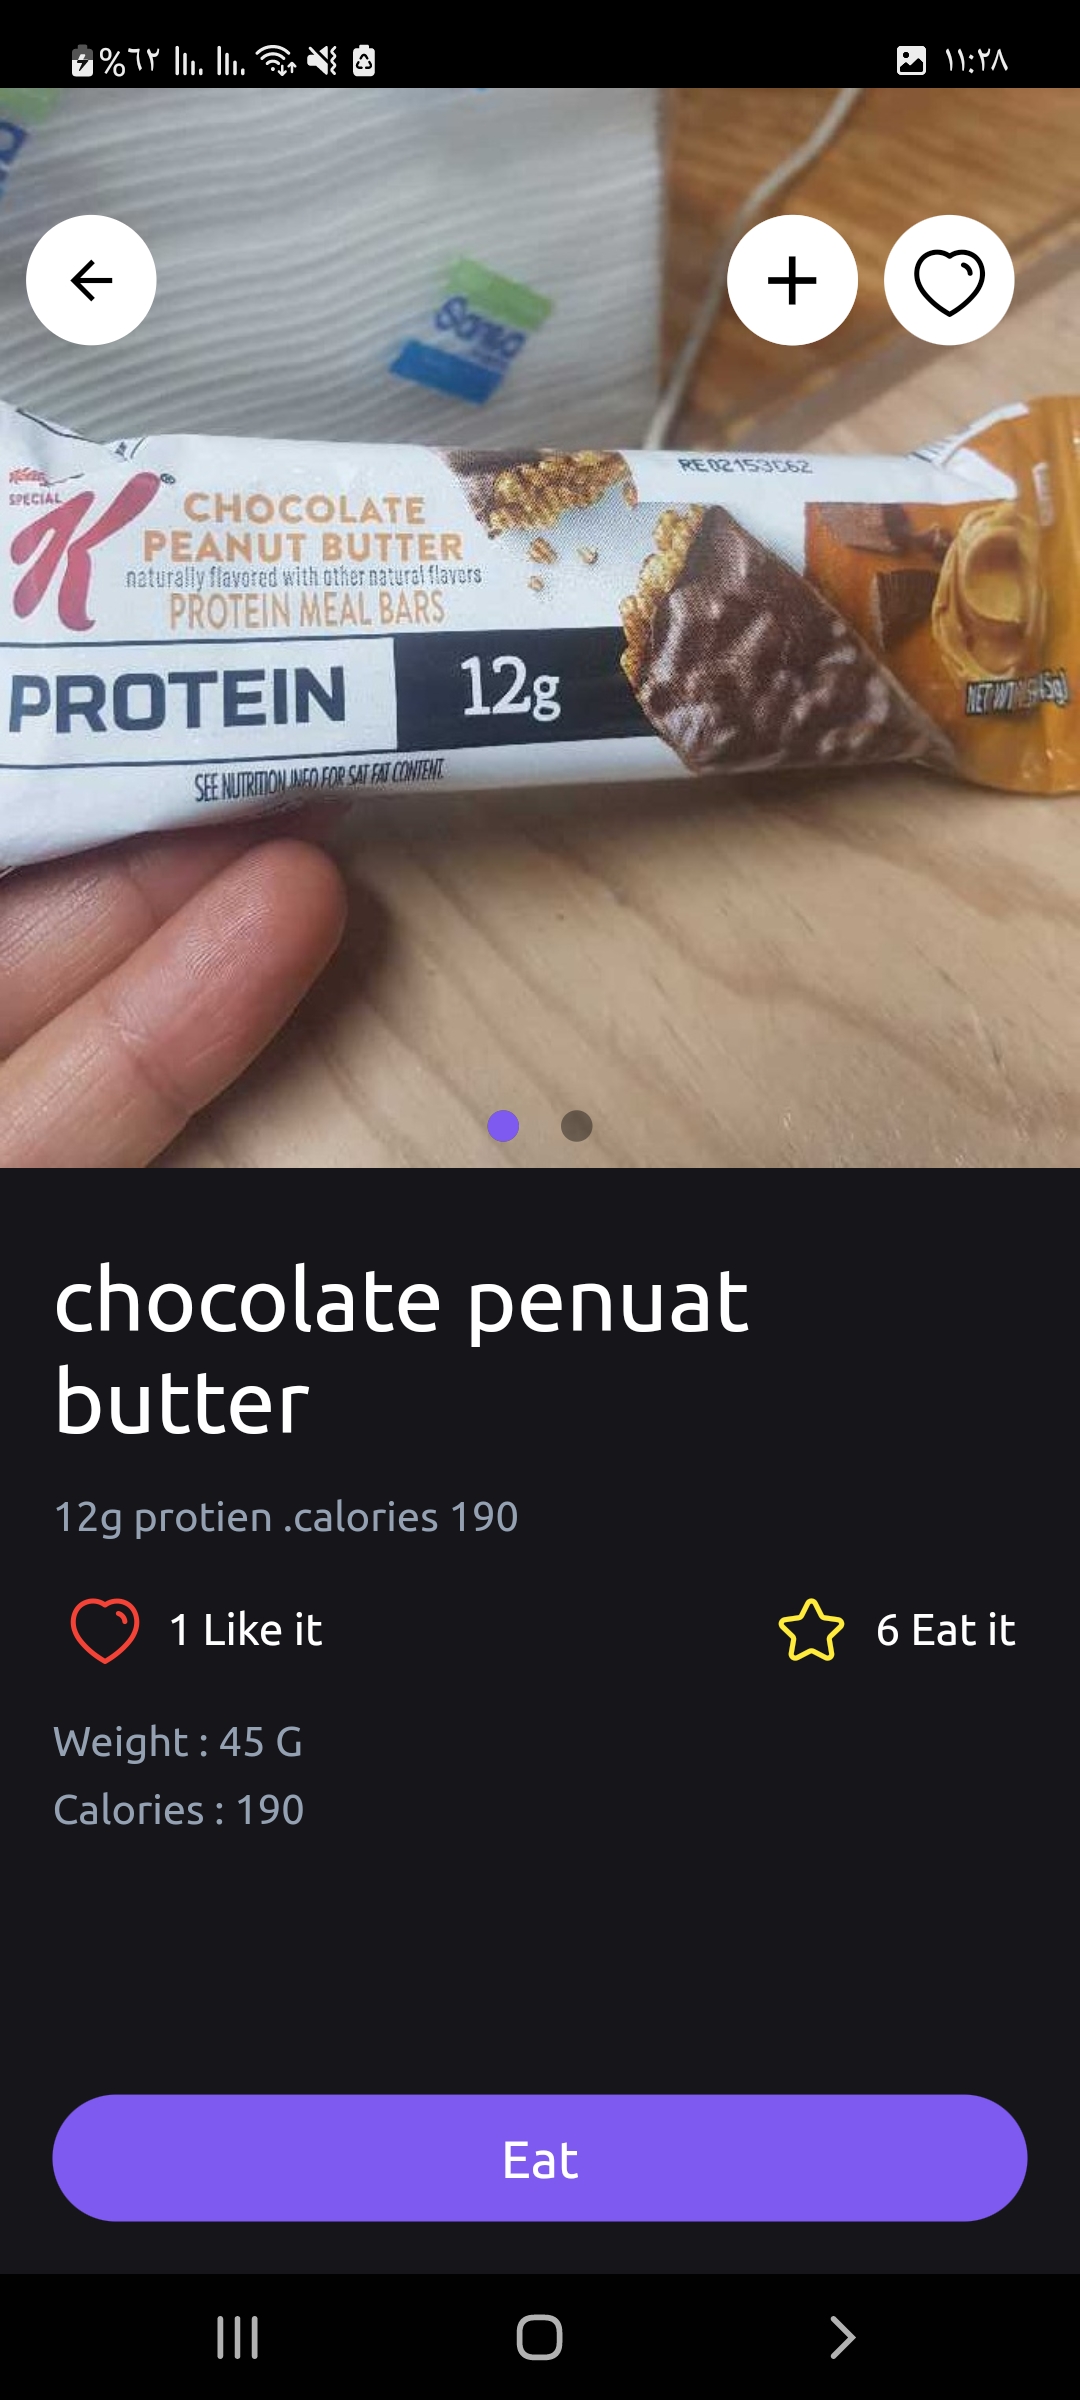 %٦٢
١١:٢٨
Sanita
RE02153C62
Kellogg's
SPECIAL
K
CHOCOLATE
PEANUT BUTTER
naturally flavored with other natural flavors
PROTEIN MEAL BARS
PROTEIN 12g
NET WT
SEE NUTRITION INFO FOR SAT FAT CONTENT.
chocolate penuat
butter
12g protien .calories 190
1 Like it
6 Eat it
Weight : 45 G
Calories : 190
Eat